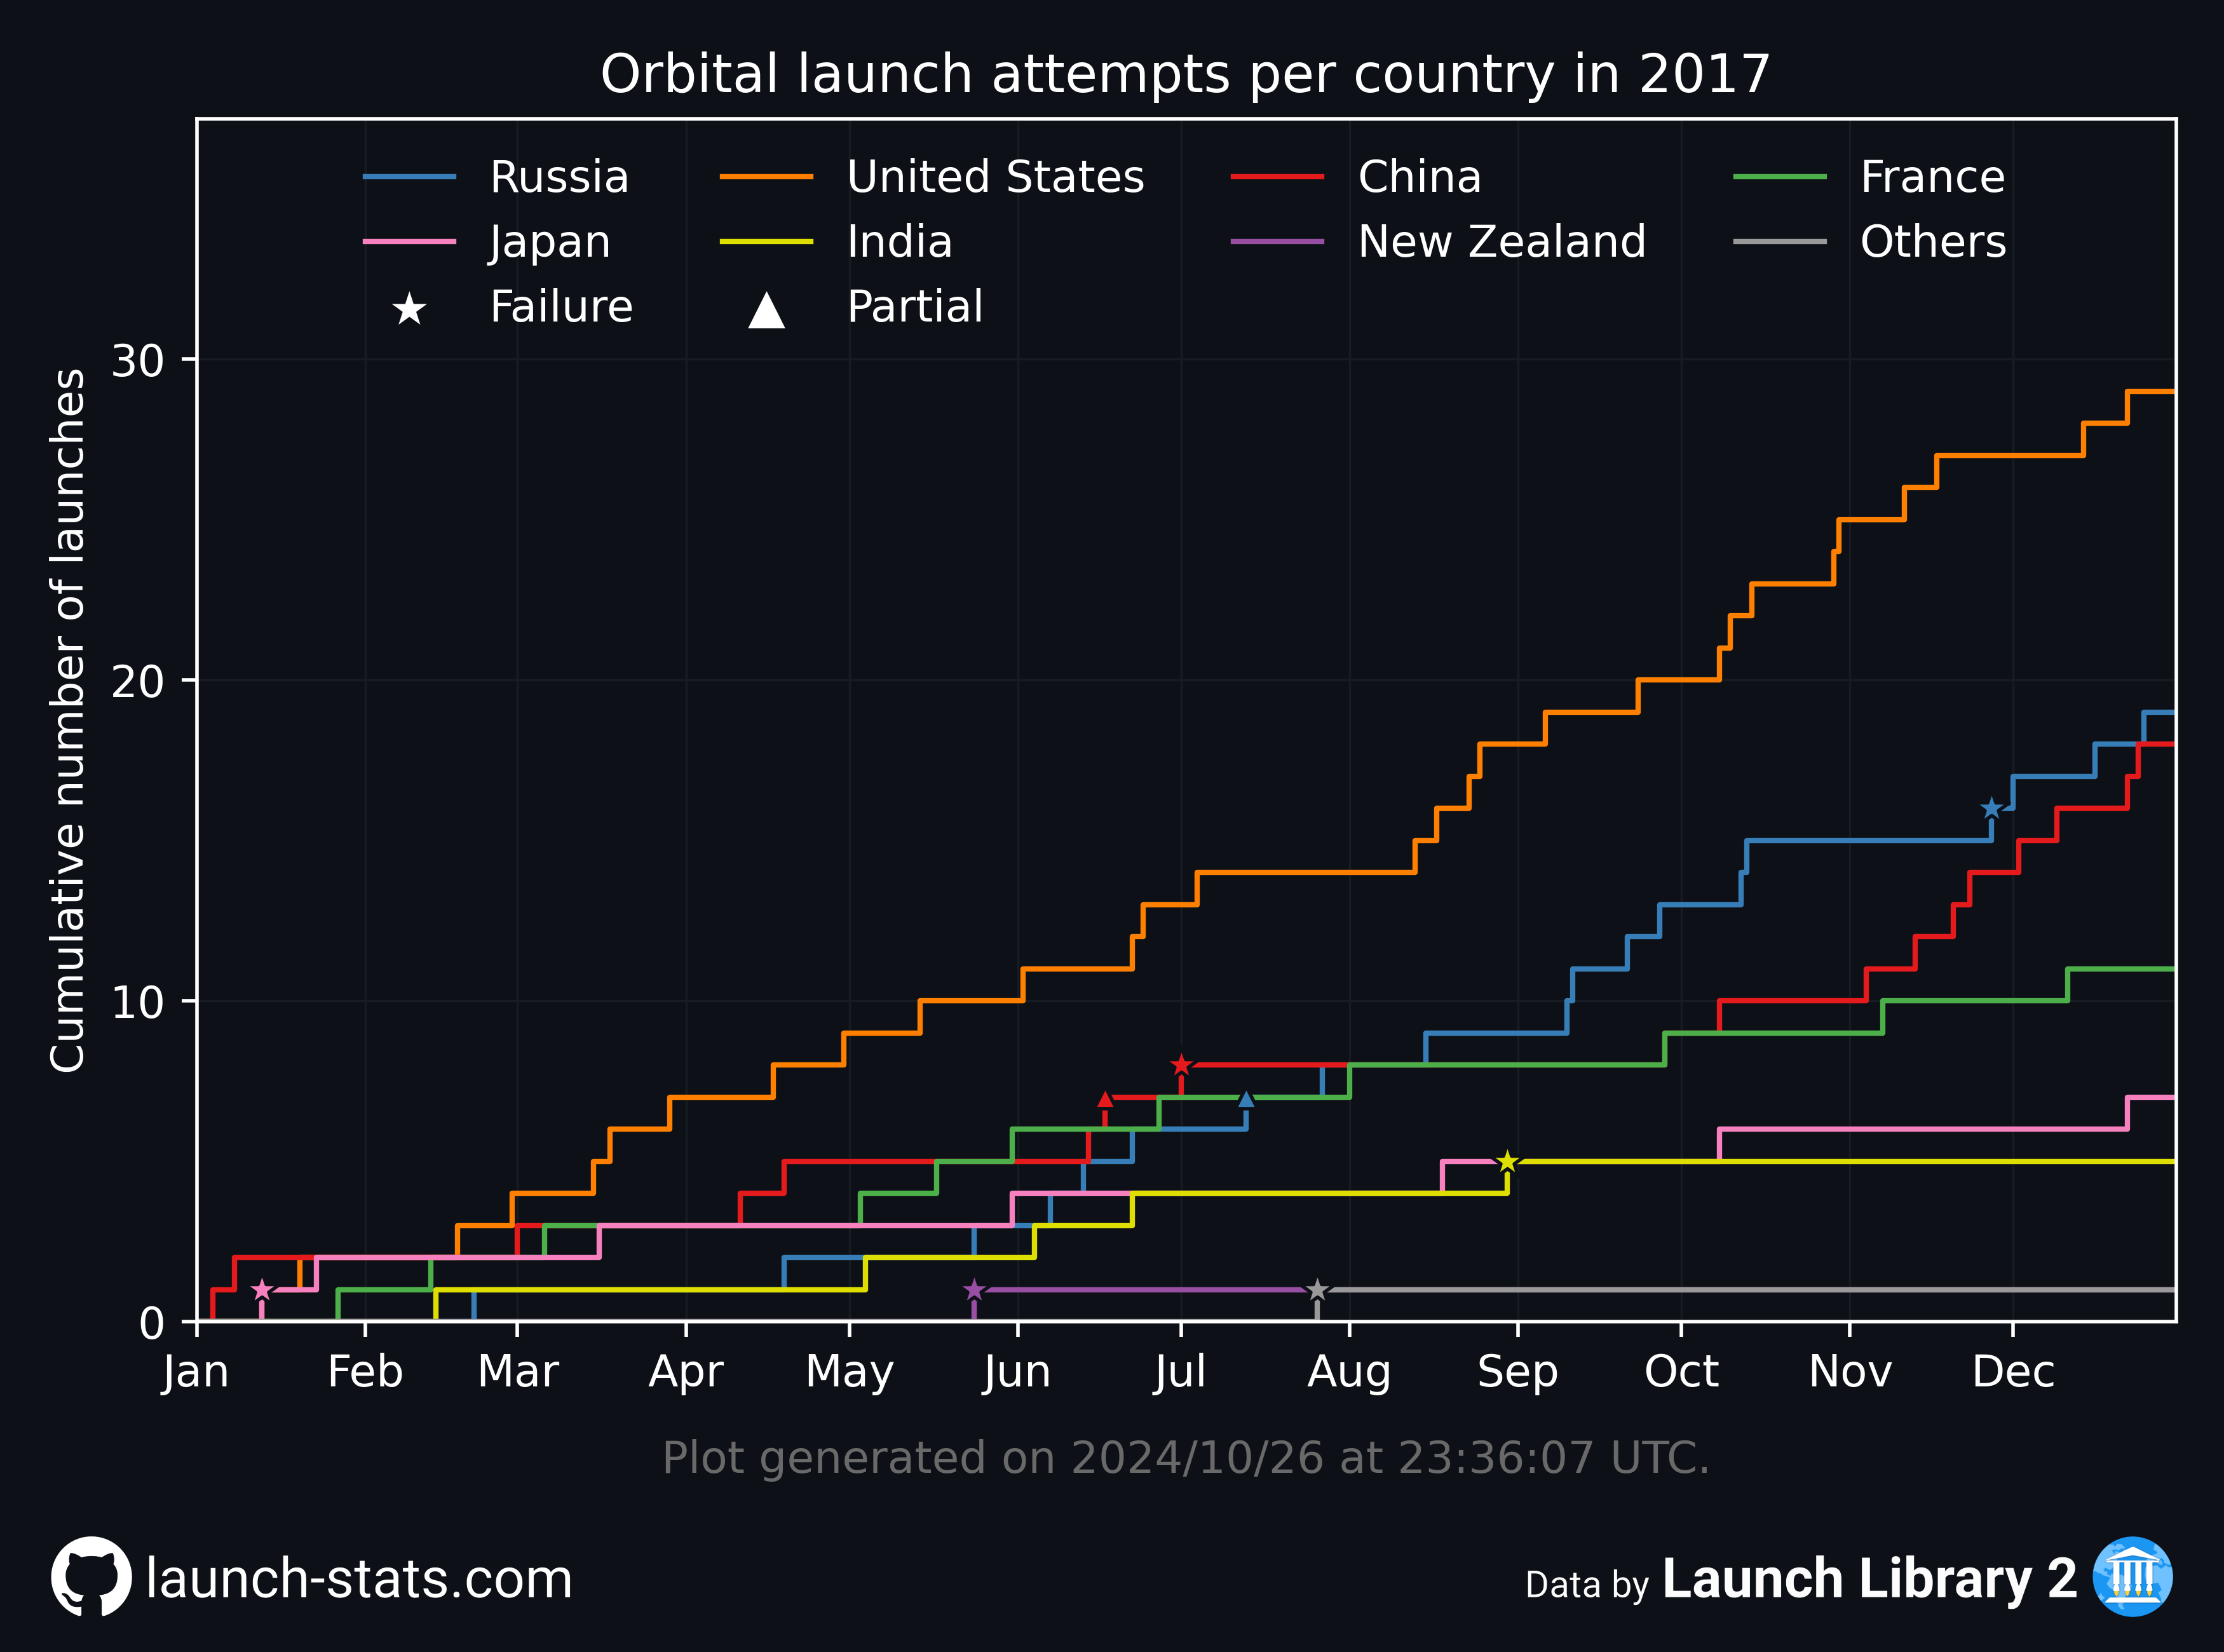 Orbital launch attempts per country in 2017
Russia United States China France
Japan India New Zealand Others
Failure Partial
Cumulative number of launches
30
20
10
0
Jan Feb Mar Apr May Jun Jul Aug Sep Oct Nov Dec
Plot generated on 2024/10/26 at 23:36:07 UTC.
launch-stats.com
Data by Launch Library 2